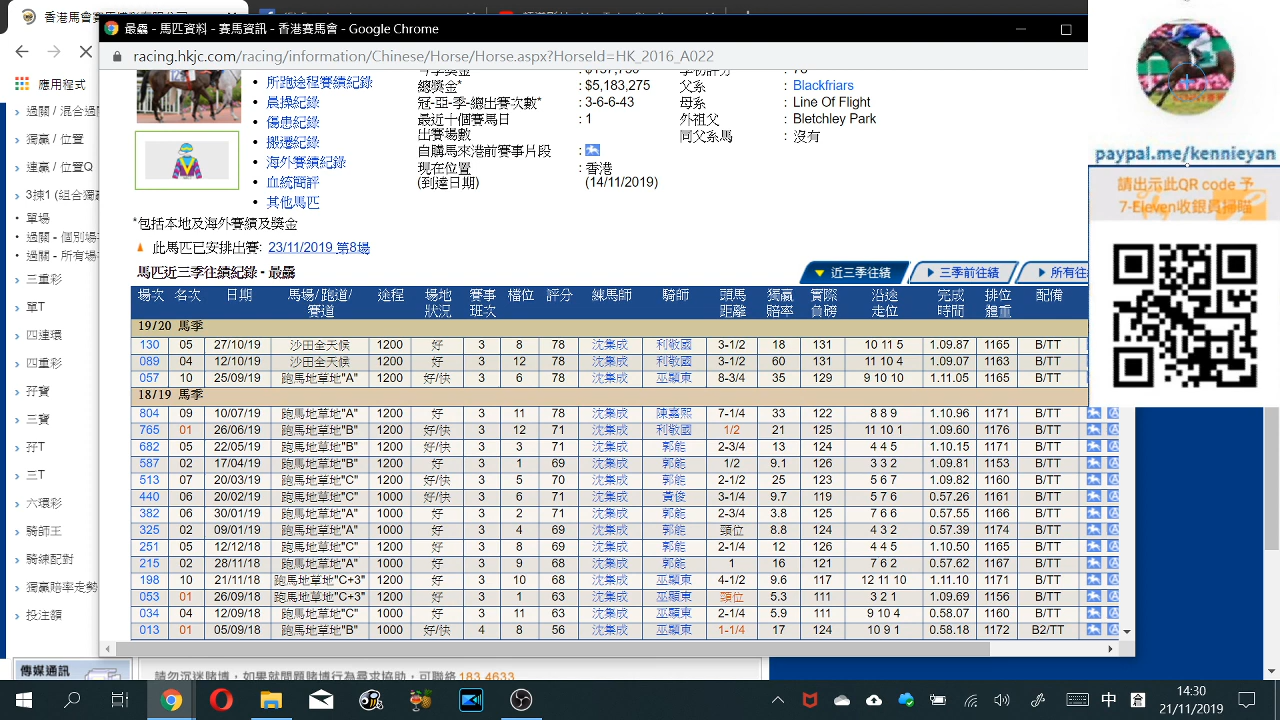 最驫 - 馬匹資料 - 賽馬資訊 - 香港賽馬會 - Google Chrome
racing.hkjc.com/racing/information/Chinese/Horse/Horse.aspx?HorseId=HK_2016_A022
應用程式
過關 / 混合過關
獨贏 / 位置
連贏 / 位置Q
3揀1 (組合獨贏
單場
過關 - 個別場
過關 - 所有場
三重彩
單T
四連環
四重彩
孖寶
三寶
孖T
三T
六環彩
騎師王
騎練配對
獨贏賠率走勢
投注額
所跑途程賽績紀錄
晨操紀錄
傷患紀錄
搬遷紀錄
海外賽績紀錄
血統簡評
其他馬匹
總獎金* : $5,183,275
冠-亞-季-總出賽次數* : 3-6-6-43
最近十個賽馬日 : 1
出賽場數
自購馬來港前賽事片段 :
現在位置 : 香港
(到達日期) (14/11/2019)
父系 : Blackfriars
母系 : Line Of Flight
外祖父 : Bletchley Park
同父系馬 : 沒有
*包括本地及海外賽績及獎金
此馬匹已安排出賽: 23/11/2019 第8場
馬匹近三季往績紀錄 - 最驫
近三季往績 三季前往績 所有往績
場次 名次 日期 馬場/跑道/賽道 途程 場地狀況 賽事班次 檔位 評分 練馬師 騎師 頭馬距離 獨贏賠率 實際負磅 沿途走位 完成時間 排位體重 配備
19/20 馬季
130 05 27/10/19 沙田全天候 1200 好 3 8 78 沈集成 利敬國 3-1/2 18 131 10 11 5 1.09.87 1165 B/TT
089 04 12/10/19 沙田全天候 1200 好 3 12 78 沈集成 利敬國 3-1/2 60 131 11 10 4 1.09.07 1163 B/TT
057 10 25/09/19 跑馬地草地"A" 1200 好/快 3 6 78 沈集成 巫顯東 8-3/4 35 129 9 10 10 1.11.05 1165 B/TT
18/19 馬季
804 09 10/07/19 跑馬地草地"A" 1200 好 3 11 78 沈集成 陳嘉熙 7-1/4 33 122 8 8 9 1.10.96 1171 B/TT
765 01 26/06/19 跑馬地草地"B" 1200 好 3 12 71 沈集成 利敬國 1/2 21 125 11 10 1 1.09.60 1176 B/TT
682 05 22/05/19 跑馬地草地"B" 1200 好/快 3 3 71 沈集成 郭能 2-3/4 13 124 4 4 5 1.10.15 1171 B/TT
587 02 17/04/19 跑馬地草地"B" 1200 好 3 1 69 沈集成 郭能 1/2 9.1 126 3 3 2 1.09.81 1153 B/TT
513 07 20/03/19 跑馬地草地"C" 1200 好/快 3 5 70 沈集成 郭能 2-1/2 25 123 5 6 7 1.09.82 1160 B/TT
440 06 20/02/19 跑馬地草地"C" 1000 好/快 3 6 71 沈集成 黃俊 3-1/4 9.7 119 5 7 6 0.57.26 1161 B/TT
382 06 30/01/19 跑馬地草地"A" 1000 好 3 2 71 沈集成 郭能 2-3/4 3.8 124 7 6 6 0.57.55 1166 B/TT
325 02 09/01/19 跑馬地草地"A" 1000 好 3 4 69 沈集成 郭能 頸位 8.8 124 4 3 2 0.57.39 1174 B/TT
251 05 12/12/18 跑馬地草地"C" 1200 好 3 8 69 沈集成 郭能 2-1/4 12 126 4 4 5 1.10.50 1165 B/TT
215 02 28/11/18 跑馬地草地"A" 1000 好 3 9 68 沈集成 郭能 1 16 121 7 6 2 0.57.62 1167 B/TT
198 10 21/11/18 跑馬地草地"C+3" 1200 好 3 10 68 沈集成 巫顯東 4-1/2 9.6 117 12 11 10 1.11.10 1171 B/TT
053 01 26/09/18 跑馬地草地"C+3" 1200 好 3 1 63 沈集成 巫顯東 5.3 111 3 2 1 1.09.69 1156 B/TT
034 04 12/09/18 跑馬地草地"C" 1000 好 3 11 63 沈集成 巫顯東 2-1/4 5.9 111 9 10 4 0.58.07 1160 B/TT
013 01 05/09/18 跑馬地草地"B" 1000 好/快 4 8 56 沈集成 巫顯東 1-1/4 17 124 10 9 1 0.58.18 1172 B2/TT
傳媒通訊
請勿沉迷賭博，如果就問題賭博行為尋求協助，可聯絡 183 4633
paypal.me/kennieyan
請出示此QR code 予
7-Eleven收銀員掃瞄
中
14:30
21/11/2019